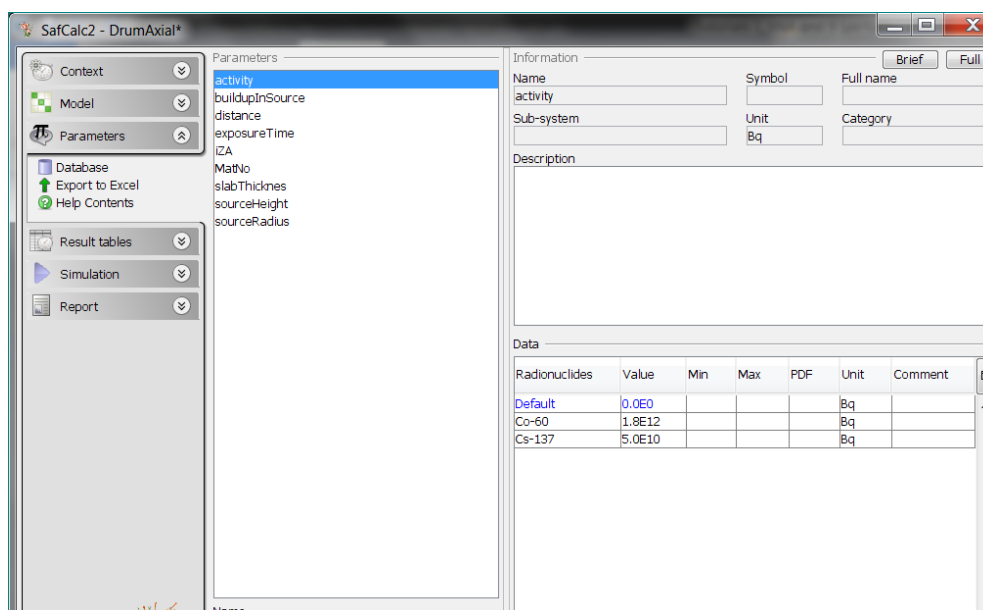 SafCalc2 - DrumAxial*
Context
Model
Parameters
Database
Export to Excel
Help Contents
Result tables
Simulation
Report
Parameters
activity
buildupInSource
distance
exposureTime
iZA
MatNo
slabThicknes
sourceHeight
sourceRadius
Information
Brief Full
Name Symbol Full name
activity
Sub-system Unit Category
Bq
Description
Data
Radionuclides Value Min Max PDF Unit Comment
Default 0.0E0 Bq
Co-60 1.8E12 Bq
Cs-137 5.0E10 Bq
Name